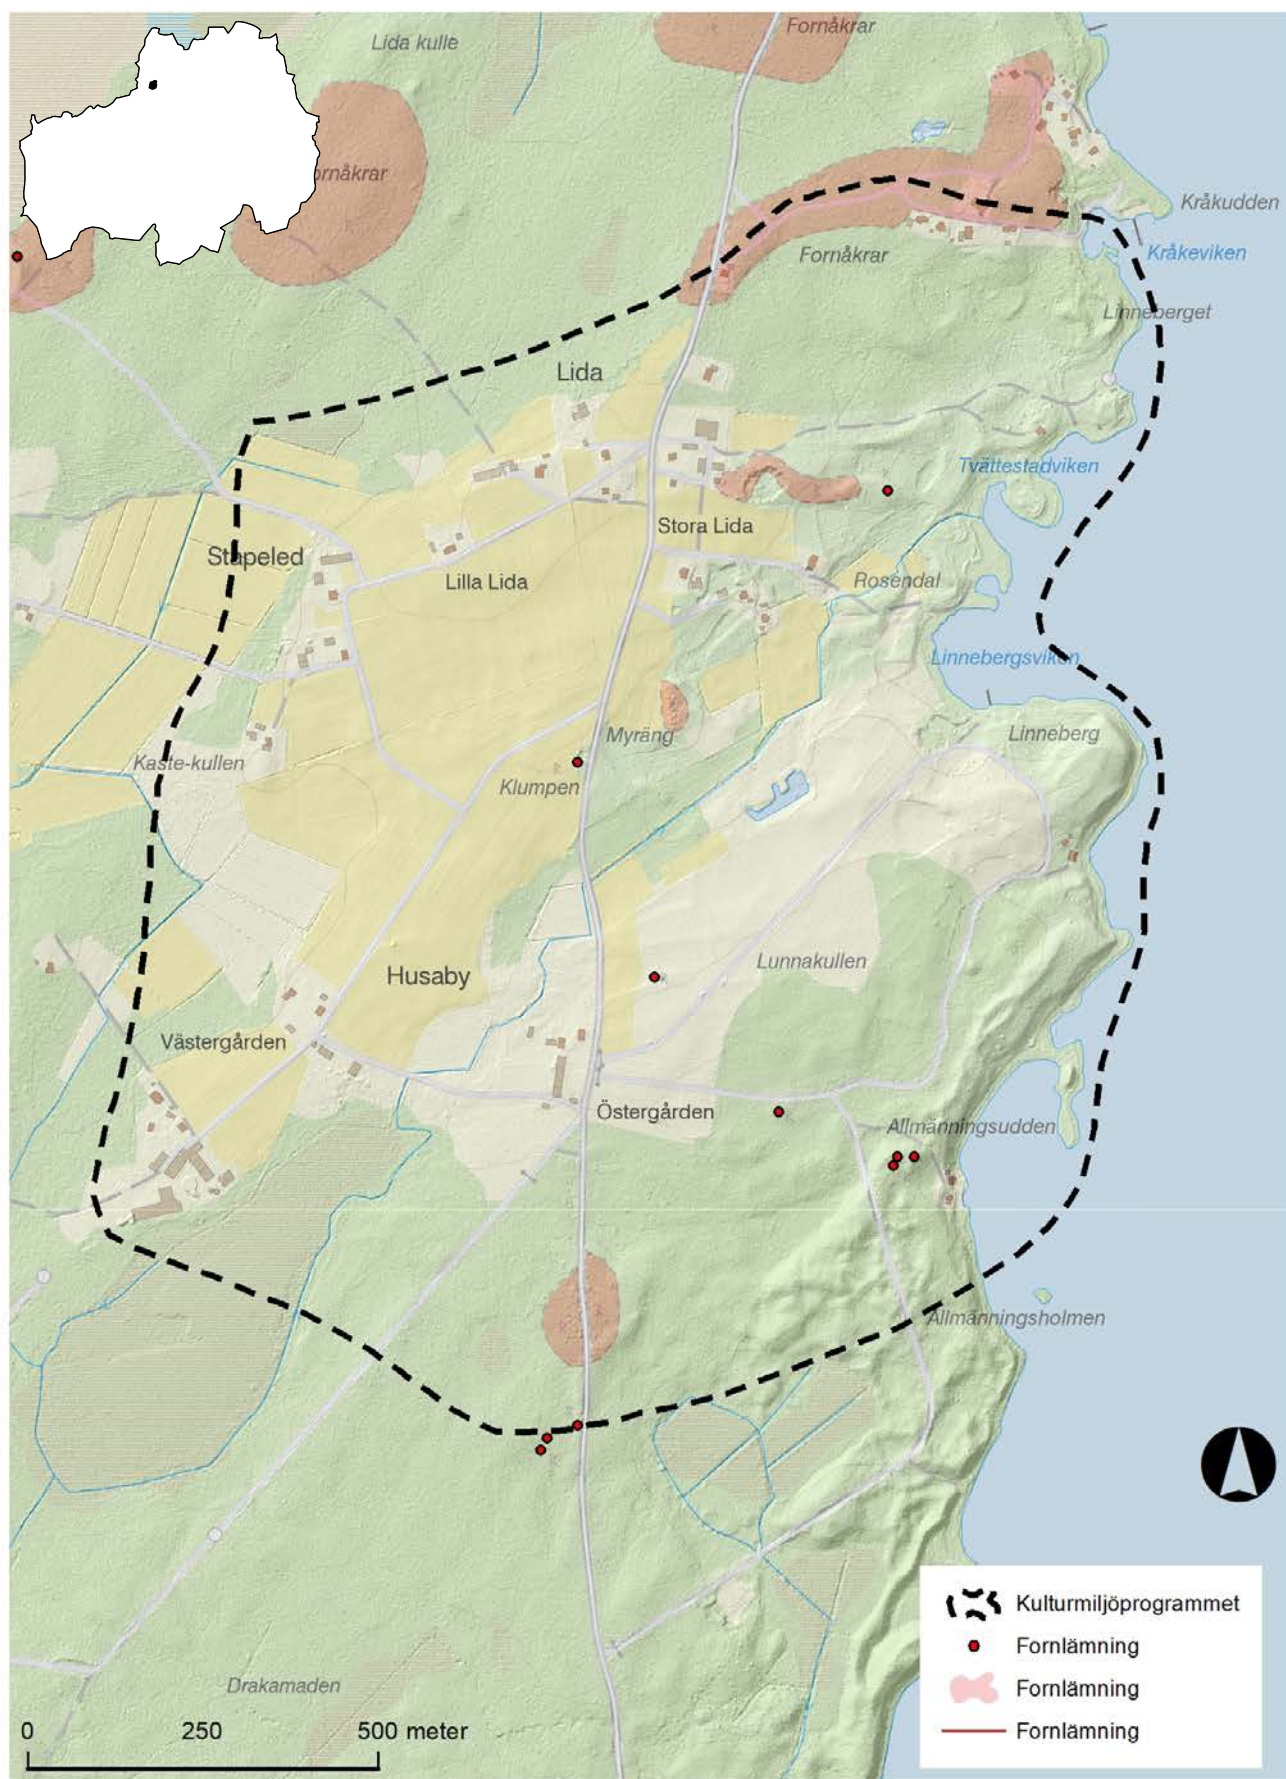 Fornåkrar
Lida kulle
ornåkrar
Kråkudden
Kråkeviken
Fornåkrar
Linneberget
Lida
Tvättestadviken
Stora Lida
Stapeled
Lilla Lida
Rosendal
Linnebergsviken
Myräng
Linneberg
Kaste-kullen
Klumpen
Lunnakullen
Husaby
Västergården
Östergården
Allmänningsudden
Allmänningsholmen
Kulturmiljöprogrammet
Fornlämning
Fornlämning
Fornlämning
Drakamaden
0 250 500 meter